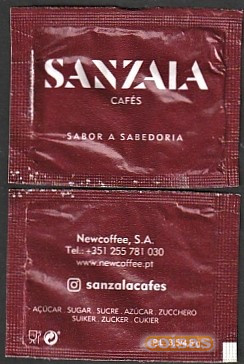 SANZALA
CAFÉS
SABOR A SABEDORIA
Newcoffee, S.A.
Tel.: +351 255 781 030
www.newcoffee.pt
sanzalacafes
AÇÚCAR . SUGAR . SUCRE . AZÚCAR . ZUCCHERO
SUIKER . ZUCKER . CUKIER